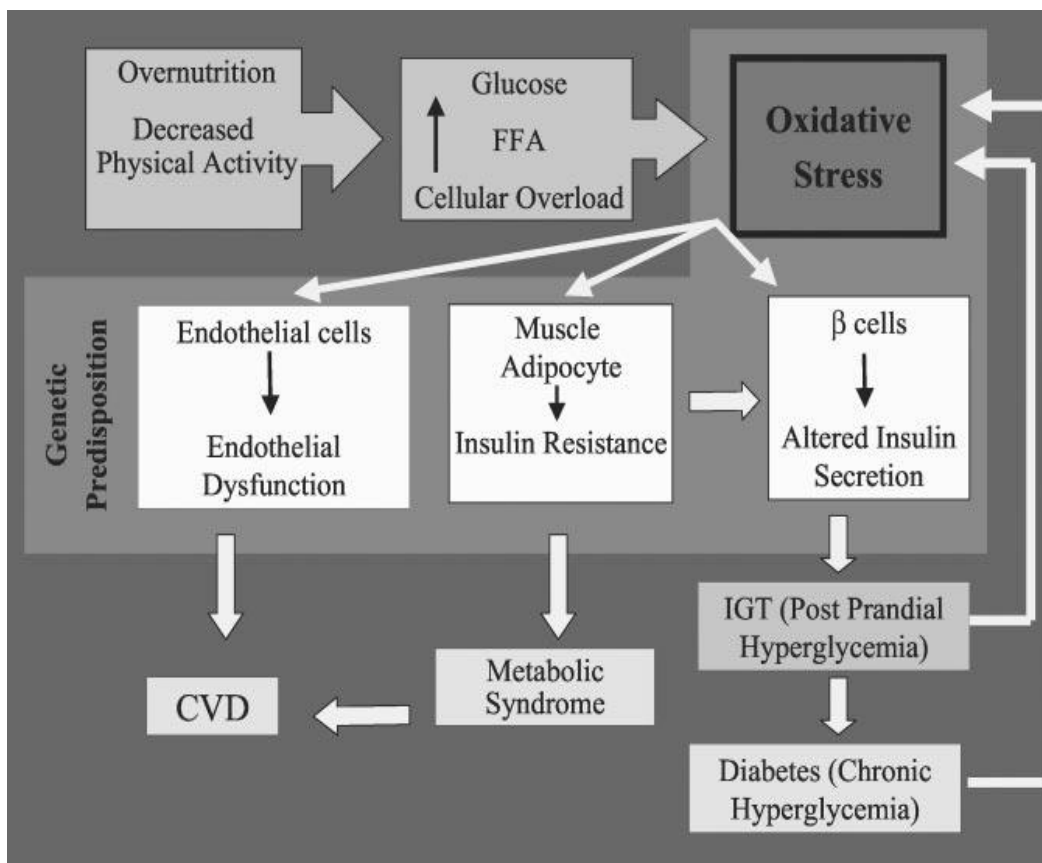 Overnutrition
Decreased
Physical Activity
Glucose
FFA
Cellular Overload
Oxidative
Stress
Genetic
Predisposition
Endothelial cells
Endothelial
Dysfunction
Muscle
Adipocyte
Insulin Resistance
β cells
Altered Insulin
Secretion
CVD
Metabolic
Syndrome
IGT (Post Prandial
Hyperglycemia)
Diabetes (Chronic
Hyperglycemia)